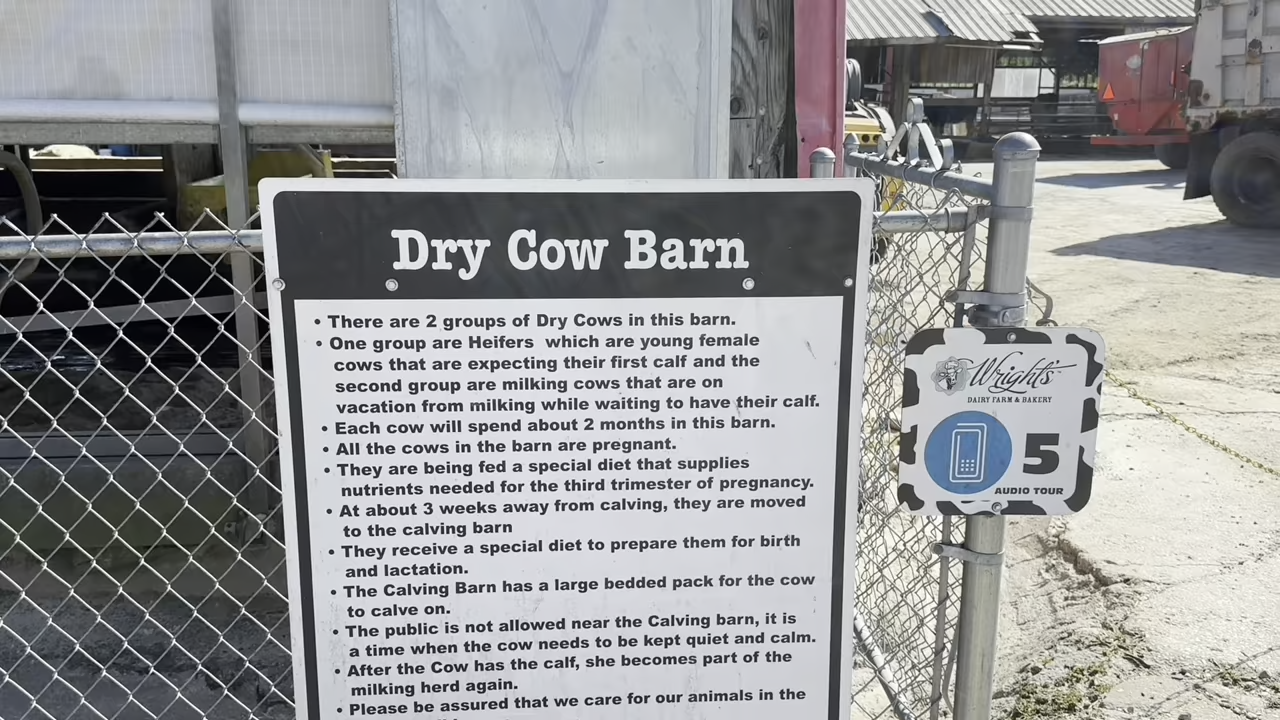 Dry Cow Barn
• There are 2 groups of Dry Cows in this barn.
• One group are Heifers which are young female
cows that are expecting their first calf and the
second group are milking cows that are on
vacation from milking while waiting to have their calf.
• Each cow will spend about 2 months in this barn.
• All the cows in the barn are pregnant.
• They are being fed a special diet that supplies
nutrients needed for the third trimester of pregnancy.
• At about 3 weeks away from calving, they are moved
to the calving barn
• They receive a special diet to prepare them for birth
and lactation.
• The Calving Barn has a large bedded pack for the cow
to calve on.
• The public is not allowed near the Calving barn, it is
a time when the cow needs to be kept quiet and calm.
• After the Cow has the calf, she becomes part of the
milking herd again.
• Please be assured that we care for our animals in the
Wright's
DAIRY FARM & BAKERY
5
AUDIO TOUR